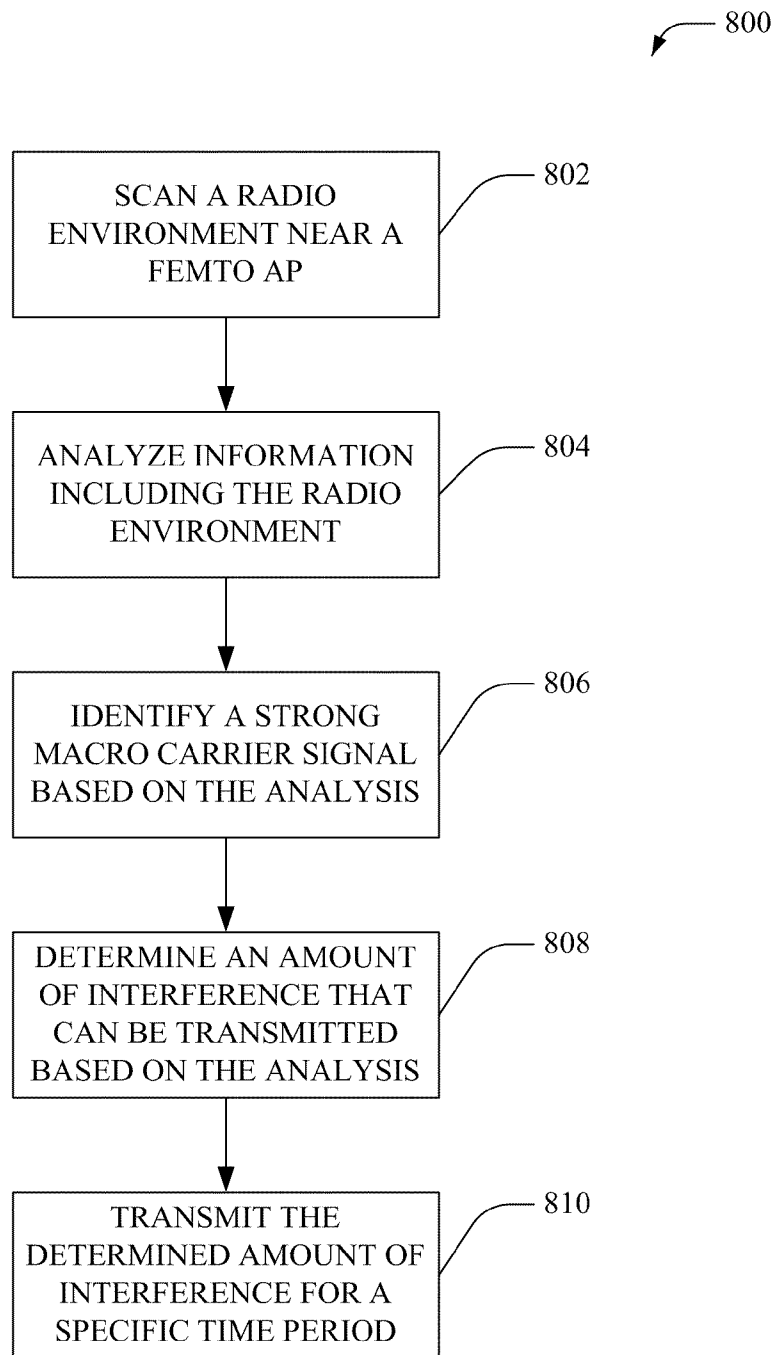 800
802
SCAN A RADIO
ENVIRONMENT NEAR A
FEMTO AP
804
ANALYZE INFORMATION
INCLUDING THE RADIO
ENVIRONMENT
806
IDENTIFY A STRONG
MACRO CARRIER SIGNAL
BASED ON THE ANALYSIS
808
DETERMINE AN AMOUNT
OF INTERFERENCE THAT
CAN BE TRANSMITTED
BASED ON THE ANALYSIS
810
TRANSMIT THE
DETERMINED AMOUNT OF
INTERFERENCE FOR A
SPECIFIC TIME PERIOD